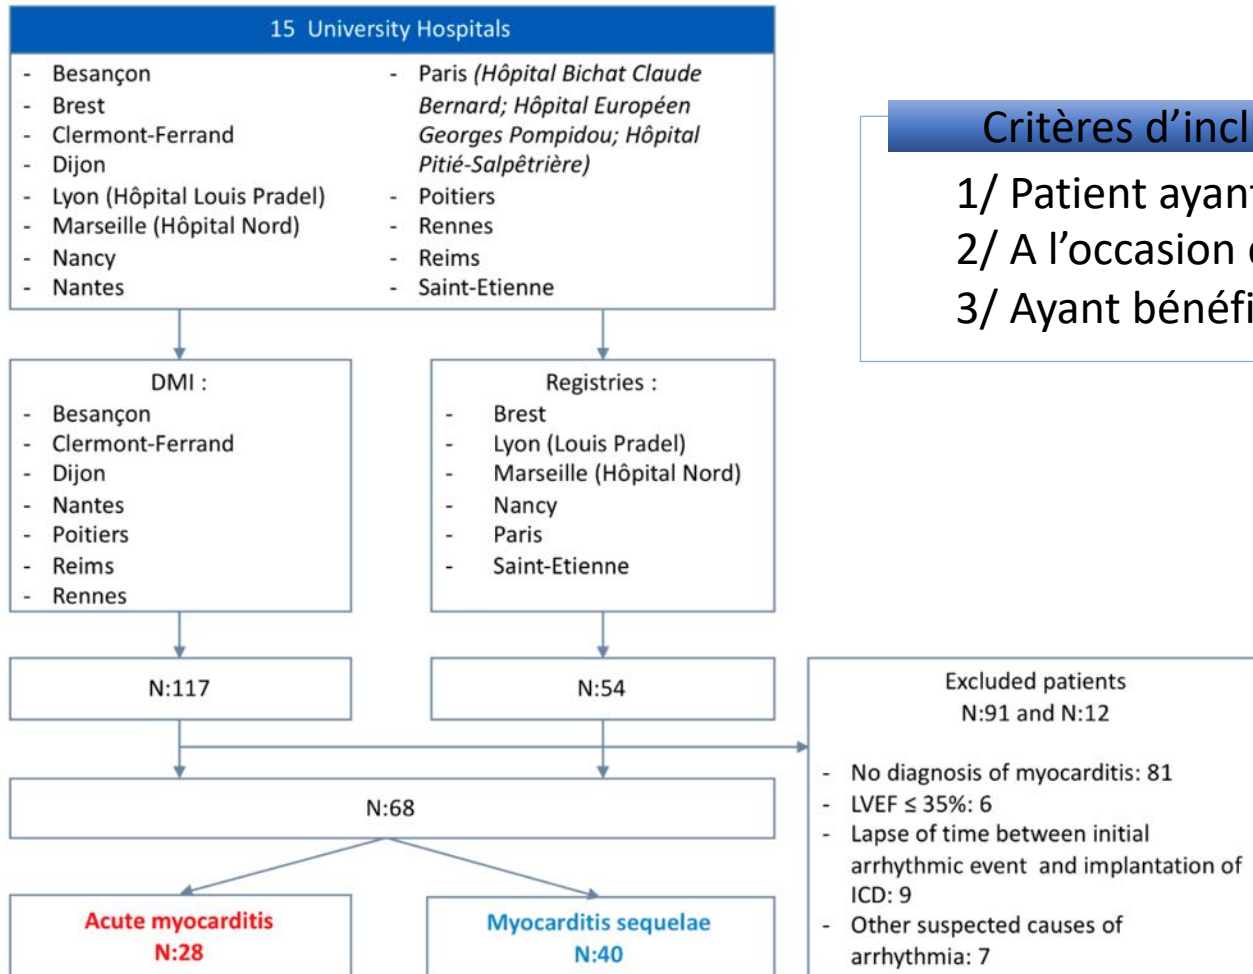 15 University Hospitals
- Besançon
- Brest
- Clermont-Ferrand
- Dijon
- Lyon (Hôpital Louis Pradel)
- Marseille (Hôpital Nord)
- Nancy
- Nantes
- Paris (Hôpital Bichat Claude
Bernard; Hôpital Européen
Georges Pompidou; Hôpital
Pitié-Salpêtrière)
- Poitiers
- Rennes
- Reims
- Saint-Etienne
Critères d’incl
1/ Patient ayant
2/ A l’occasion
3/ Ayant bénéfi
DMI :
- Besançon
- Clermont-Ferrand
- Dijon
- Nantes
- Poitiers
- Reims
- Rennes
Registries :
- Brest
- Lyon (Louis Pradel)
- Marseille (Hôpital Nord)
- Nancy
- Paris
- Saint-Etienne
N:117
N:54
Excluded patients
N:91 and N:12
- No diagnosis of myocarditis: 81
- LVEF ≤ 35%: 6
- Lapse of time between initial
arrhythmic event and implantation of
ICD: 9
- Other suspected causes of
arrhythmia: 7
N:68
Acute myocarditis
N:28
Myocarditis sequelae
N:40